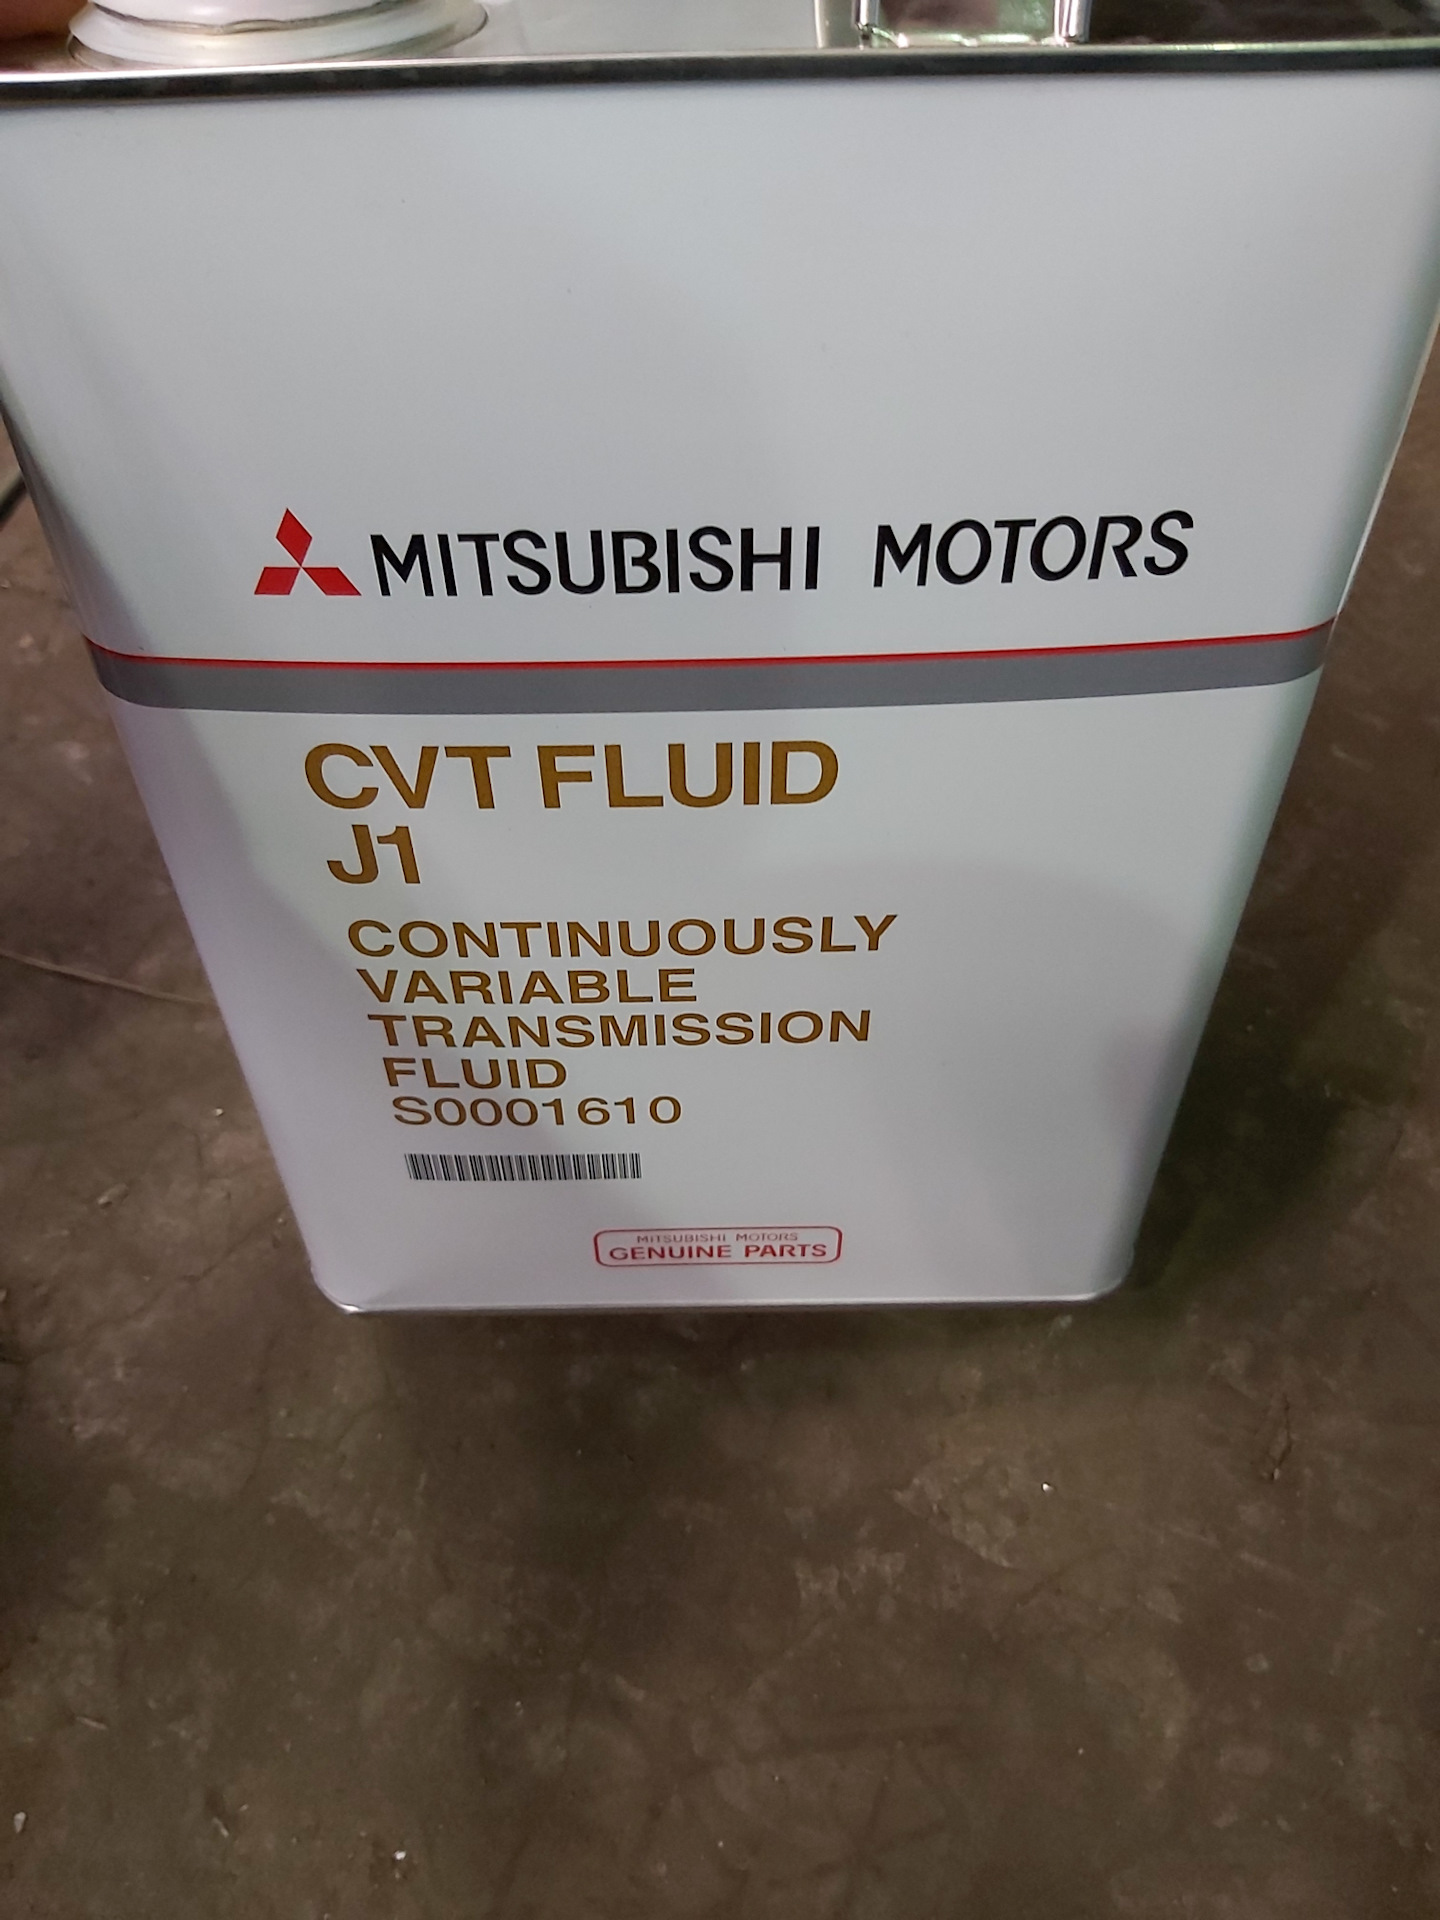 MITSUBISHI MOTORS
CVT FLUID
J1
CONTINUOUSLY
VARIABLE
TRANSMISSION
FLUID
S0001610
MITSUBISHI MOTORS
GENUINE PARTS